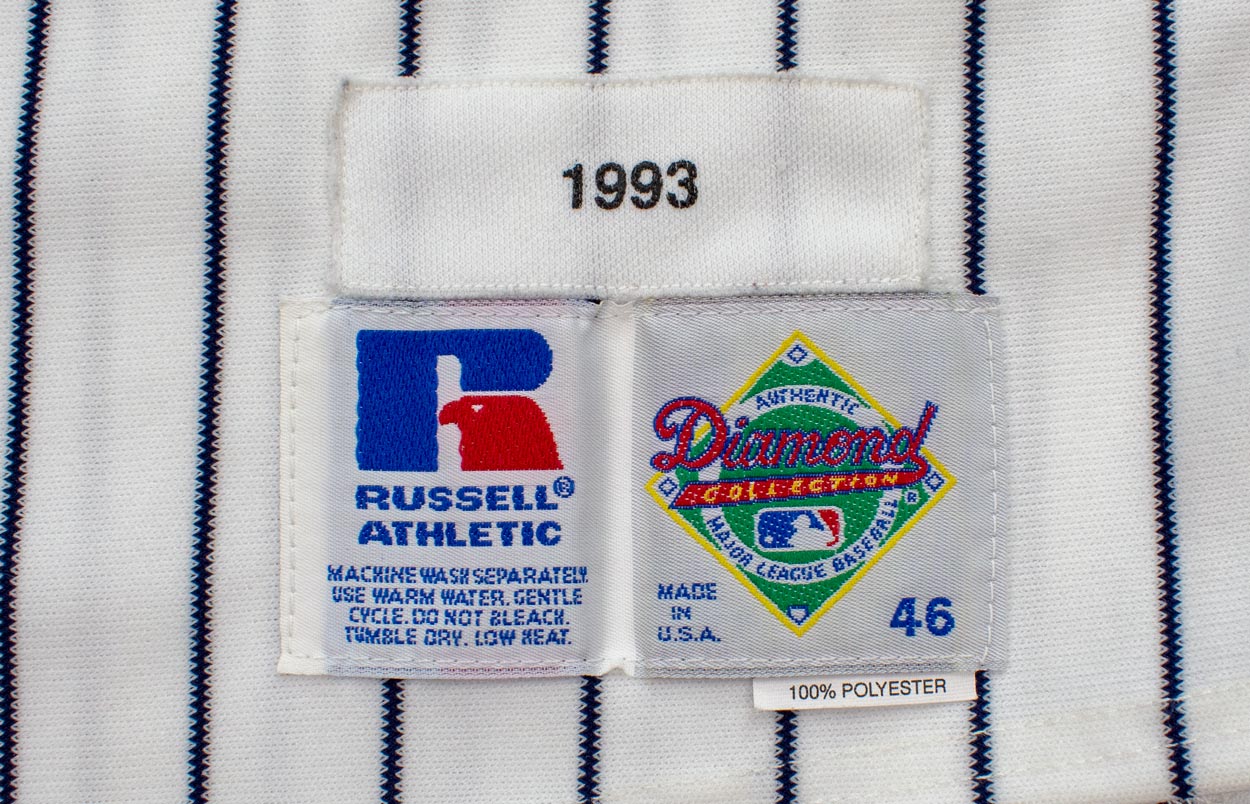 1993
RUSSELL®
ATHLETIC
MACHINE WASH SEPARATELY.
USE WARM WATER. GENTLE
CYCLE. DO NOT BLEACH.
TUMBLE DRY. LOW HEAT.
AUTHENTIC
Diamond
COLLECTION
®
MAJOR LEAGUE BASEBALL
MADE
IN
U.S.A.
46
100% POLYESTER